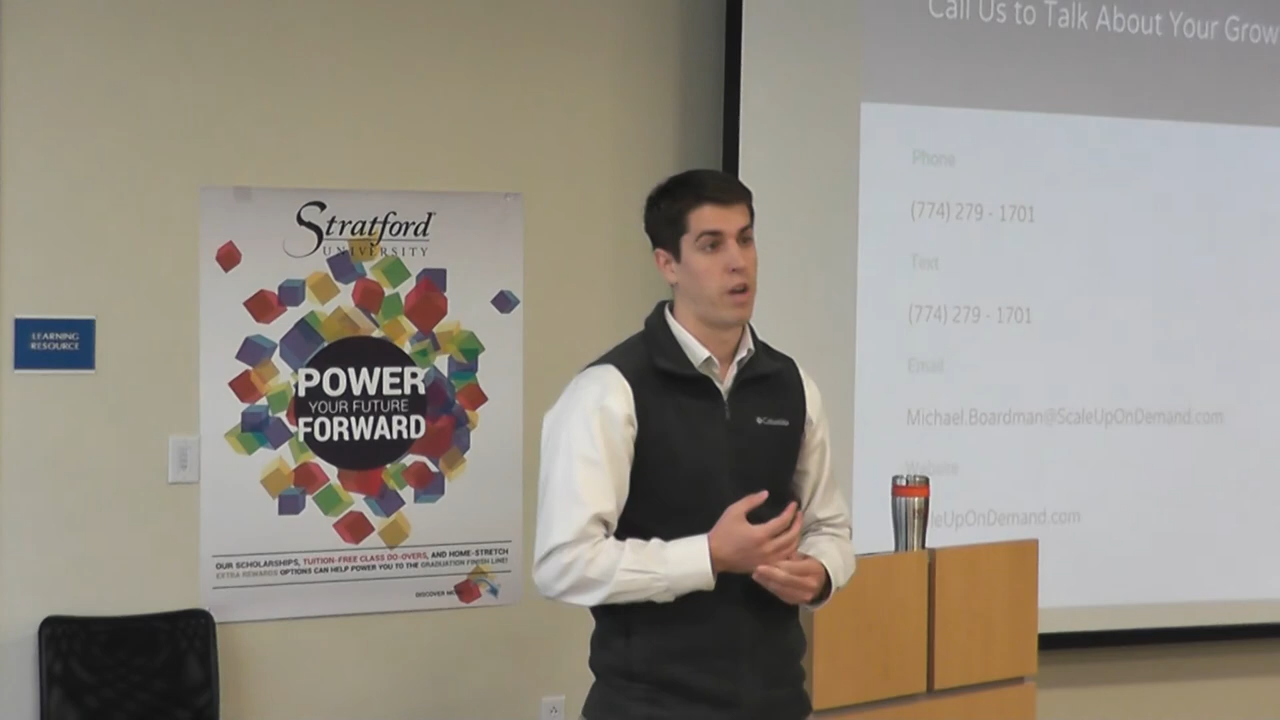 LEARNING
RESOURCE
Stratford
UNIVERSITY
POWER
YOUR FUTURE
FORWARD
OUR SCHOLARSHIPS, TUITION-FREE CLASS DO-OVERS, AND HOME-STRETCH
EXTRA REWARDS OPTIONS CAN HELP POWER YOU TO THE GRADUATION FINISH LINE!
DISCOVER
Columbia
Call Us to Talk About Your Grow
Phone
(774) 279 - 1701
Text
(774) 279 - 1701
Email
Michael.Boardman@ScaleUpOnDemand.com
Website
leUpOnDemand.com